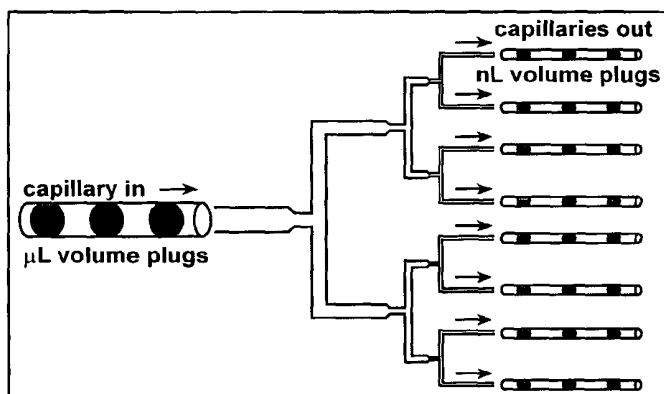 capillaries out
nL volume plugs
capillary in
μL volume plugs